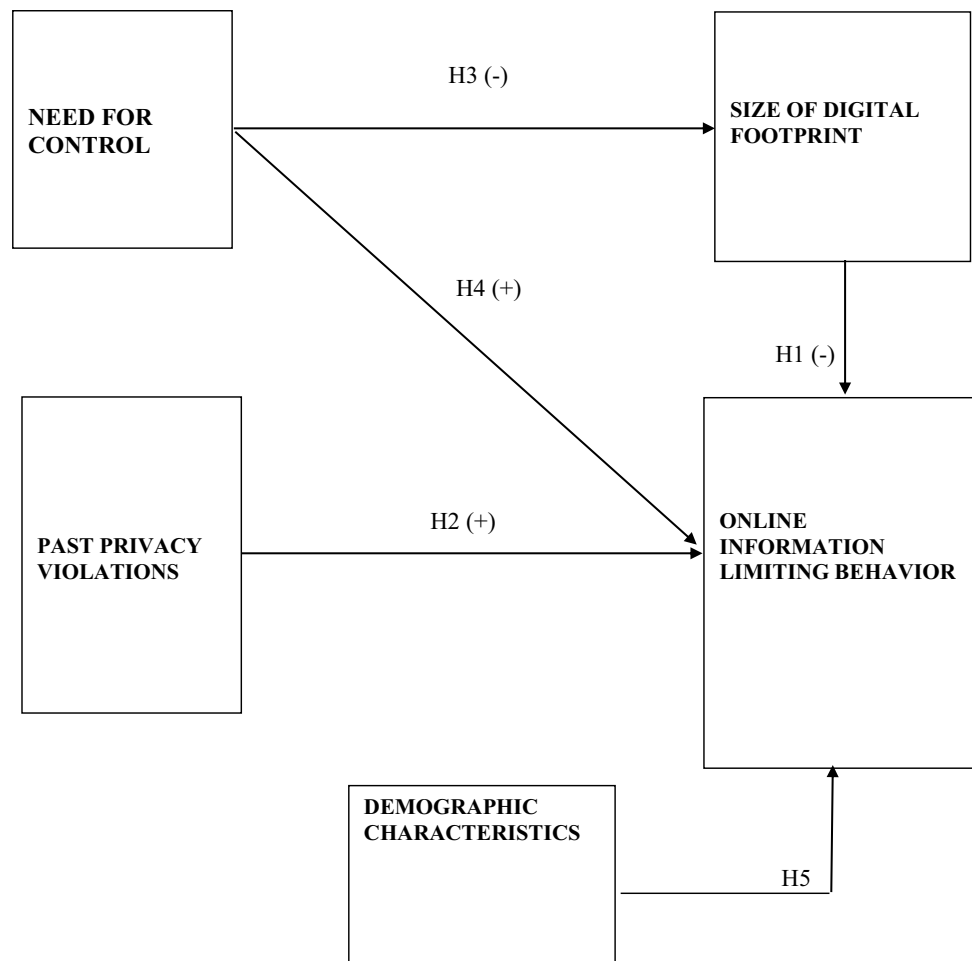 H3 (-)
NEED FOR
CONTROL
SIZE OF DIGITAL
FOOTPRINT
H4 (+)
H1 (-)
H2 (+)
PAST PRIVACY
VIOLATIONS
ONLINE
INFORMATION
LIMITING BEHAVIOR
DEMOGRAPHIC
CHARACTERISTICS
H5